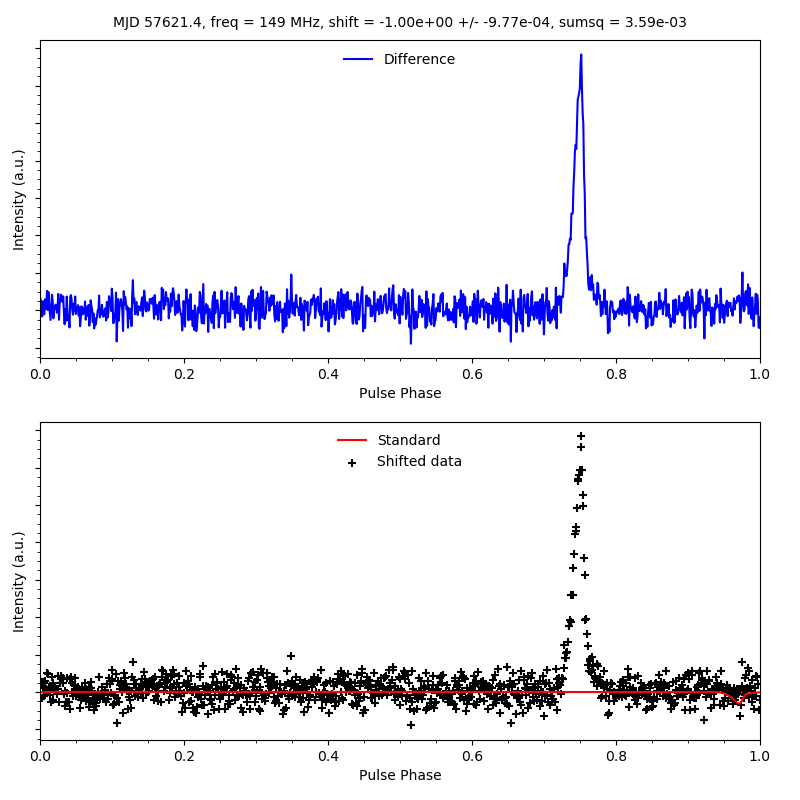 MJD 57621.4, freq = 149 MHz, shift = -1.00e+00 +/- -9.77e-04, sumsq = 3.59e-03
Difference
Intensity (a.u.)
0.0 0.2 0.4 0.6 0.8 1.0
Pulse Phase
Standard
Shifted data
Intensity (a.u.)
0.0 0.2 0.4 0.6 0.8 1.0
Pulse Phase